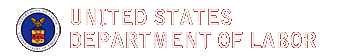 UNITED STATES
DEPARTMENT OF LABOR